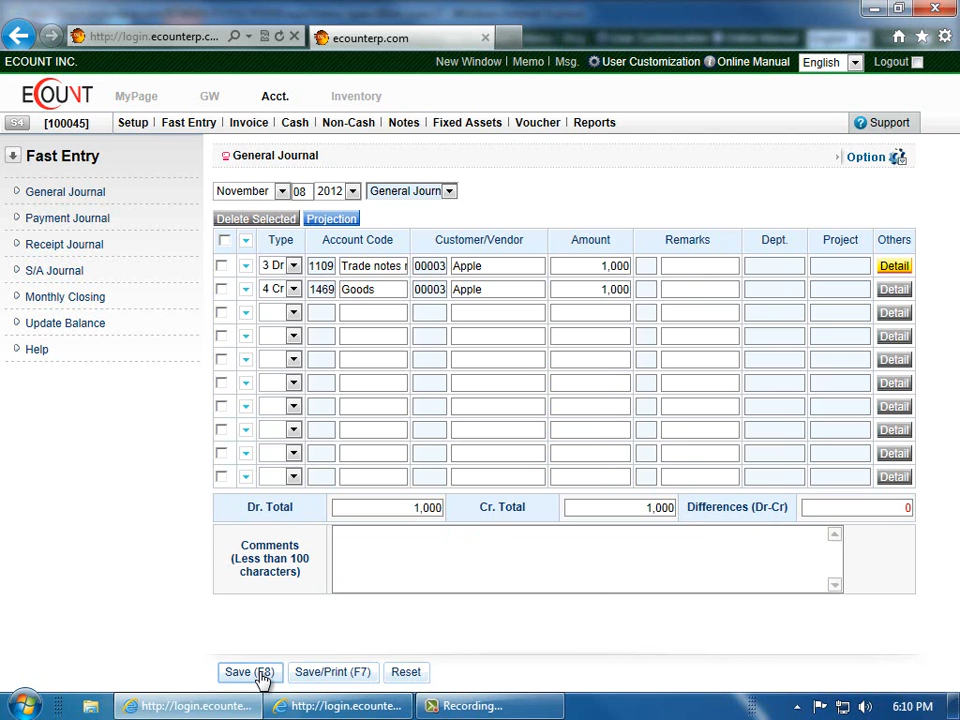 http://login.ecounterp.c...
ecounterp.com
ECOUNT INC.
New Window | Memo | Msg.
User Customization
Online Manual
English
Logout
ECOUNT
MyPage
GW
Acct.
Inventory
S4
[100045]
Setup | Fast Entry | Invoice | Cash | Non-Cash | Notes | Fixed Assets | Voucher | Reports
Support
Fast Entry
General Journal
Payment Journal
Receipt Journal
S/A Journal
Monthly Closing
Update Balance
Help
General Journal
Option
November 08 2012 General Journ
Delete Selected Projection
Type Account Code Customer/Vendor Amount Remarks Dept. Project Others
3 Dr 1109 Trade notes r 00003 Apple 1,000 Detail
4 Cr 1469 Goods 00003 Apple 1,000 Detail
Detail
Detail
Detail
Detail
Detail
Detail
Detail
Detail
Dr. Total 1,000 Cr. Total 1,000 Differences (Dr-Cr) 0
Comments
(Less than 100
characters)
Save (F8) Save/Print (F7) Reset
http://login.ecounte...
http://login.ecounte...
Recording...
6:10 PM